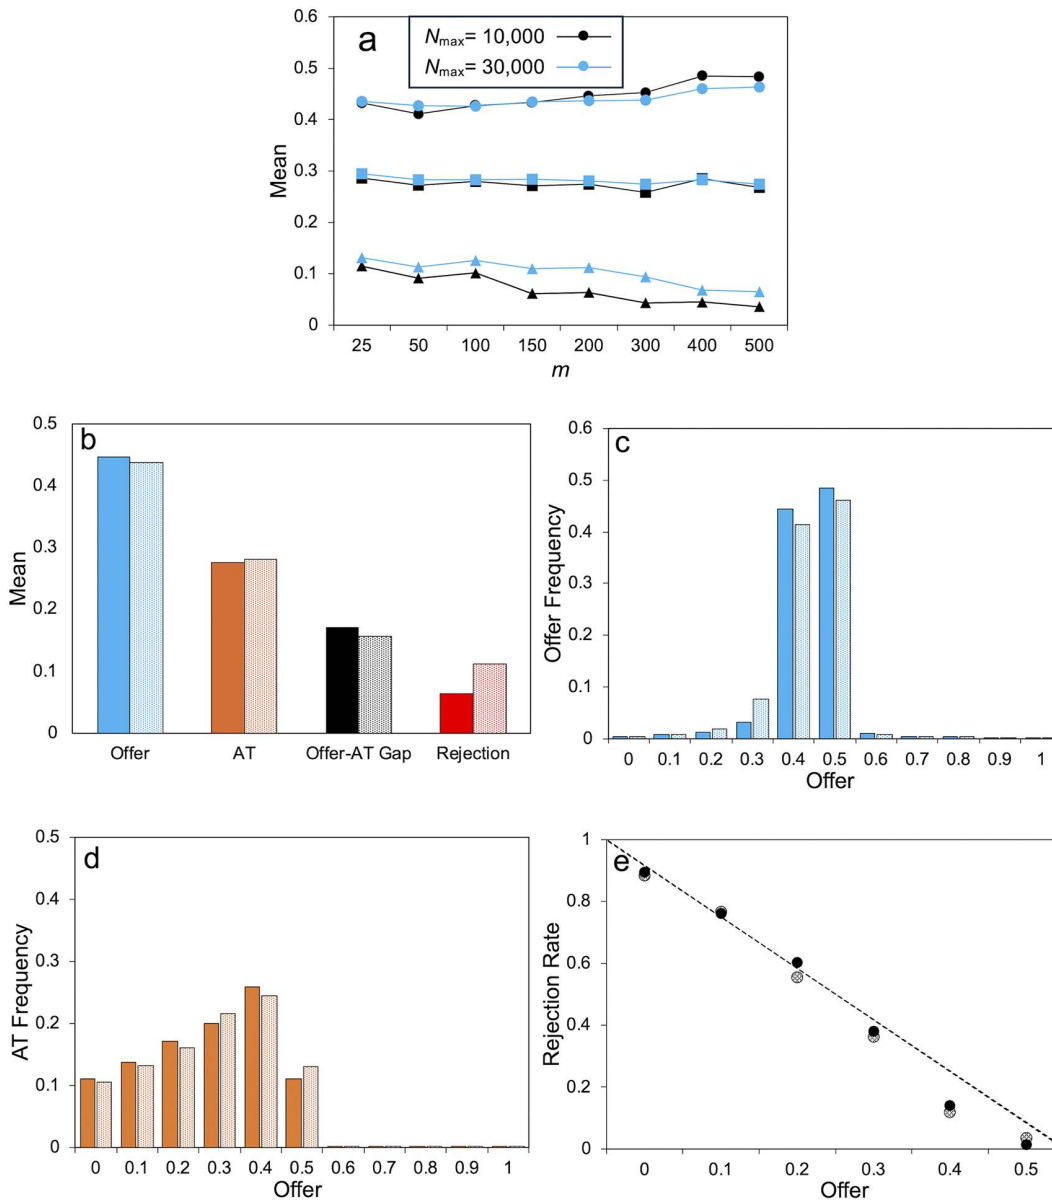 a
N_max= 10,000
N_max= 30,000
0.6
0.5
0.4
0.3
0.2
0.1
0
Mean
25 50 100 150 200 300 400 500
m
b
0.5
0.4
0.3
0.2
0.1
0
Mean
Offer AT Offer-AT Gap Rejection
c
0.6
0.5
0.4
0.3
0.2
0.1
0
Offer Frequency
0 0.1 0.2 0.3 0.4 0.5 0.6 0.7 0.8 0.9 1
Offer
d
0.5
0.4
0.3
0.2
0.1
0
AT Frequency
0 0.1 0.2 0.3 0.4 0.5 0.6 0.7 0.8 0.9 1
Offer
e
1
0.8
0.6
0.4
0.2
0
Rejection Rate
0 0.1 0.2 0.3 0.4 0.5
Offer